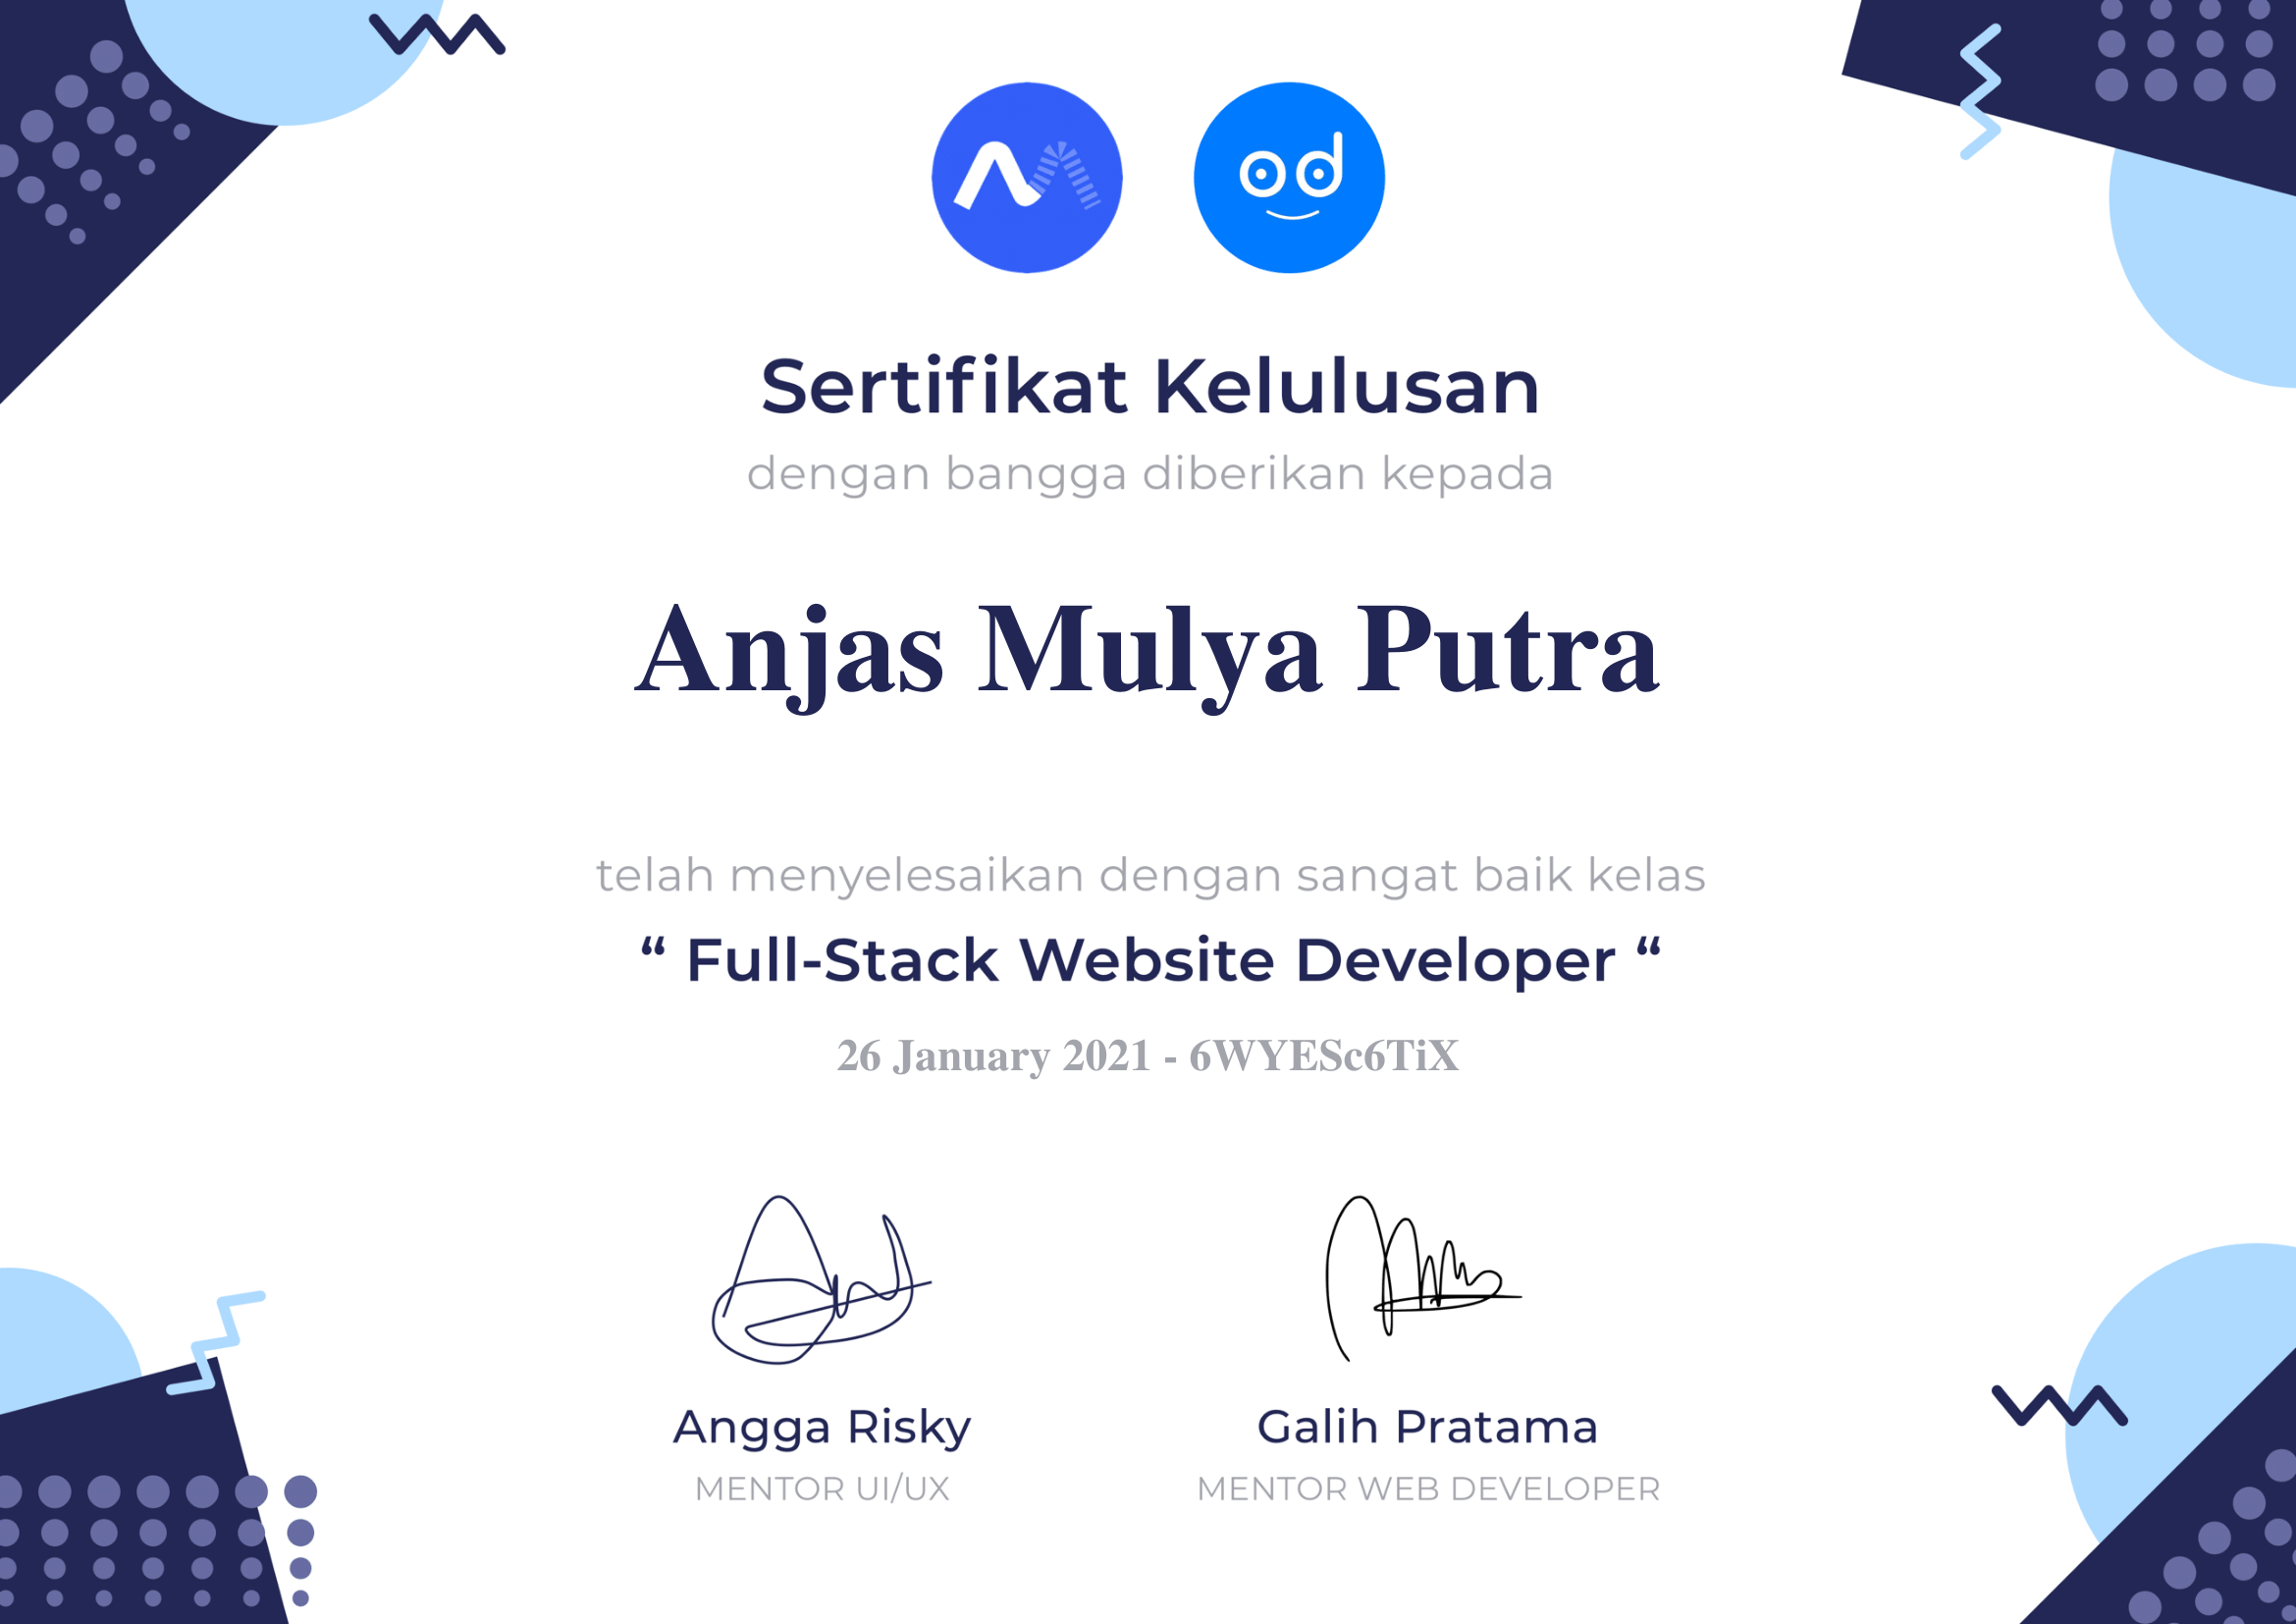 Sertifikat Kelulusan
dengan bangga diberikan kepada
Anjas Mulya Putra
telah menyelesaikan dengan sangat baik kelas
“ Full-Stack Website Developer “
26 January 2021 - 6WYESc6TiX
Angga Risky
MENTOR UI/UX
Galih Pratama
MENTOR WEB DEVELOPER